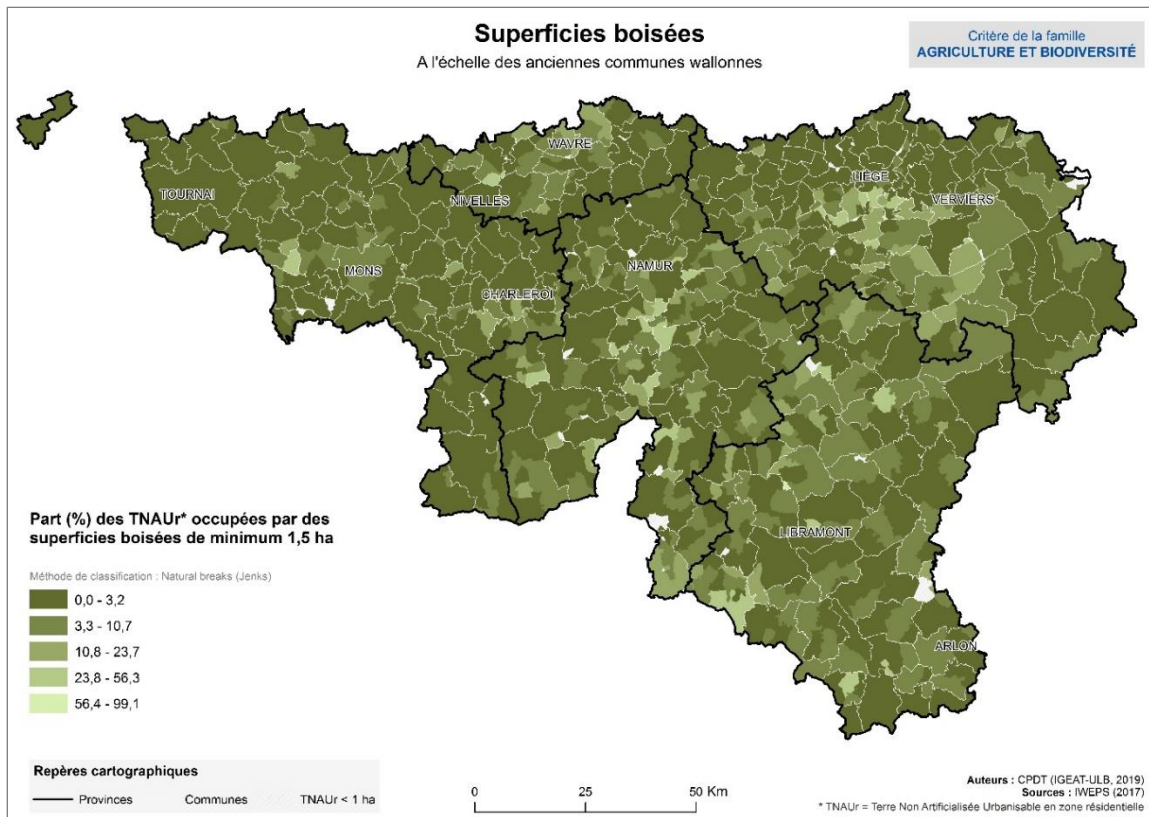 Superficies boisées
A l'échelle des anciennes communes wallonnes
Critère de la famille
AGRICULTURE ET BIODIVERSITÉ
WAVRE
TOURNAI
NIVELLES
LIÈGE
VERVIERS
MONS
NAMUR
CHARLEROI
LIBRAMONT
ARLON
Part (%) des TNAUr* occupées par des
superficies boisées de minimum 1,5 ha
Méthode de classification : Natural breaks (Jenks)
0,0 - 3,2
3,3 - 10,7
10,8 - 23,7
23,8 - 56,3
56,4 - 99,1
Repères cartographiques
Provinces Communes TNAUr < 1 ha
0 25 50 Km
Auteurs : CPDT (IGEAT-ULB, 2019)
Sources : IWEPS (2017)
* TNAUr = Terre Non Artificialisée Urbanisable en zone résidentielle